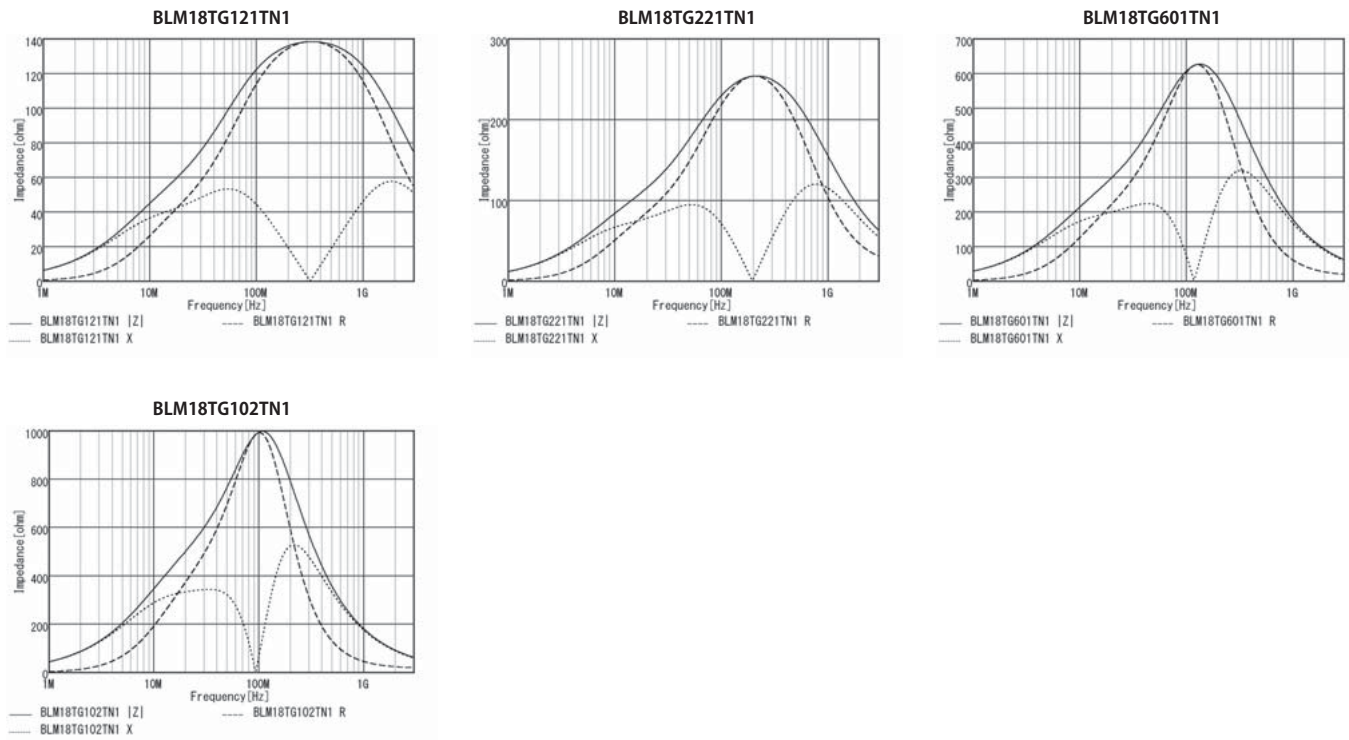 BLM18TG121TN1
140
120
100
80
60
40
20
0
Impedance[ohm]
1M 10M 100M 1G
Frequency[Hz]
BLM18TG121TN1 |Z| BLM18TG121TN1 R
BLM18TG121TN1 X
BLM18TG221TN1
300
200
100
0
Impedance[ohm]
1M 10M 100M 1G
Frequency[Hz]
BLM18TG221TN1 |Z| BLM18TG221TN1 R
BLM18TG221TN1 X
BLM18TG601TN1
700
600
500
400
300
200
100
0
Impedance[ohm]
1M 10M 100M 1G
Frequency[Hz]
BLM18TG601TN1 |Z| BLM18TG601TN1 R
BLM18TG601TN1 X
BLM18TG102TN1
1000
800
600
400
200
0
Impedance[ohm]
1M 10M 100M 1G
Frequency[Hz]
BLM18TG102TN1 |Z| BLM18TG102TN1 R
BLM18TG102TN1 X